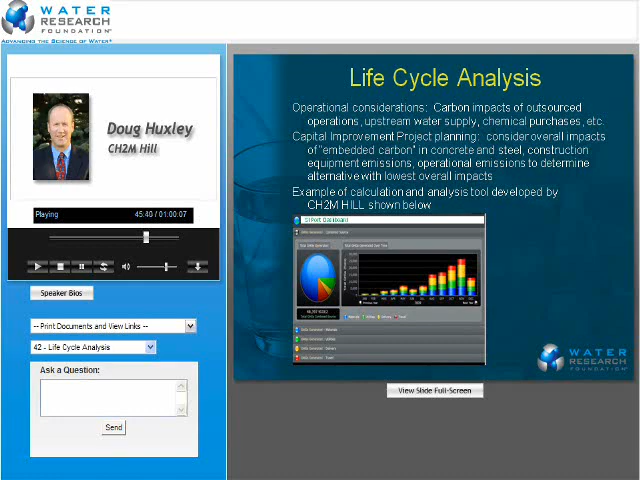 WATER
RESEARCH
FOUNDATION
ADVANCING THE SCIENCE OF WATER
Doug Huxley
CH2M Hill
Playing
45:40 / 01:00:07
Speaker Bios
-- Print Documents and View Links --
42 - Life Cycle Analysis
Ask a Question:
Send
Life Cycle Analysis
Operational considerations: Carbon impacts of outsourced
operations, upstream water supply, chemical purchases, etc.
Capital Improvement Project planning: consider overall impacts
of "embedded carbon" in concrete and steel, construction
equipment emissions, operational emissions to determine
alternative with lowest overall impacts
Example of calculation and analysis tool developed by
CH2M HILL shown below
WATER
RESEARCH
FOUNDATION
View Slide Full-Screen